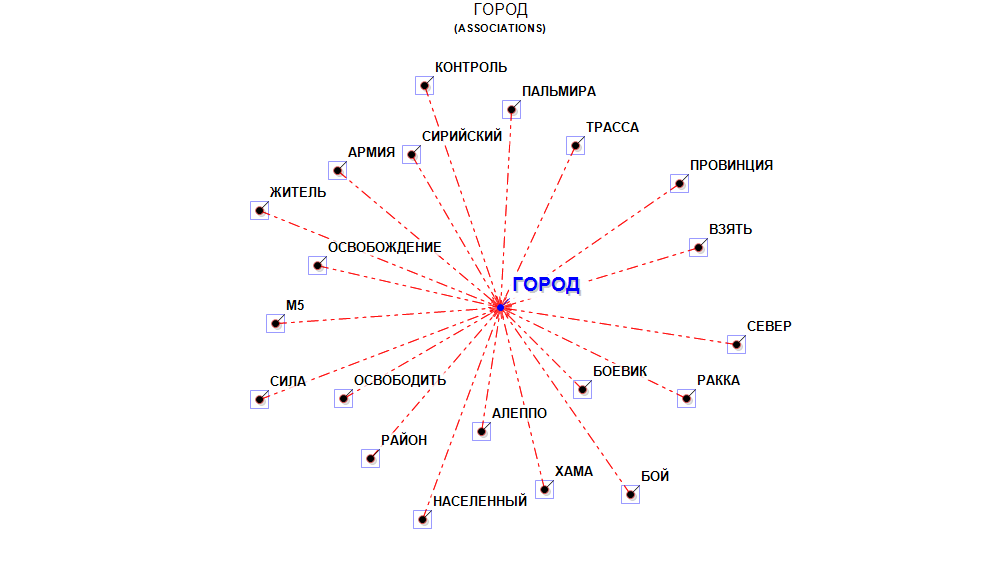 ГОРОД
(ASSOCIATIONS)
КОНТРОЛЬ
ПАЛЬМИРА
ТРАССА
СИРИЙСКИЙ
АРМИЯ
ПРОВИНЦИЯ
ЖИТЕЛЬ
ВЗЯТЬ
ОСВОБОЖДЕНИЕ
ГОРОД
М5
СЕВЕР
БОЕВИК
СИЛА
ОСВОБОДИТЬ
РАККА
АЛЕППО
РАЙОН
ХАМА
БОЙ
НАСЕЛЕННЫЙ